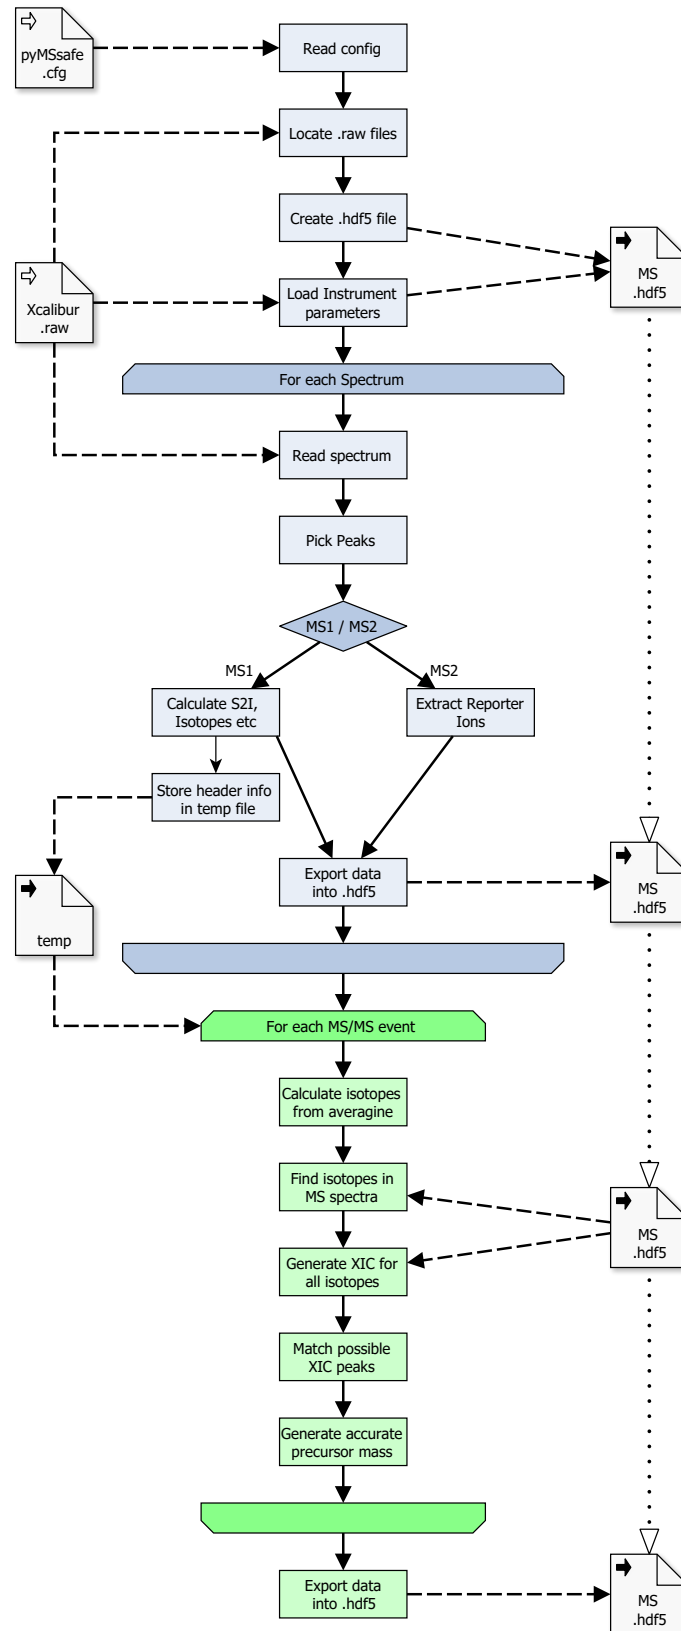 pyMSsafe
.cfg
Read config
Locate .raw files
Create .hdf5 file
MS
.hdf5
Xcalibur
.raw
Load Instrument
parameters
For each Spectrum
Read spectrum
Pick Peaks
MS1 / MS2
MS1
MS2
Calculate S2I,
Isotopes etc
Extract Reporter
Ions
Store header info
in temp file
Export data
into .hdf5
MS
.hdf5
temp
For each MS/MS event
Calculate isotopes
from averagine
Find isotopes in
MS spectra
MS
.hdf5
Generate XIC for
all isotopes
Match possible
XIC peaks
Generate accurate
precursor mass
Export data
into .hdf5
MS
.hdf5